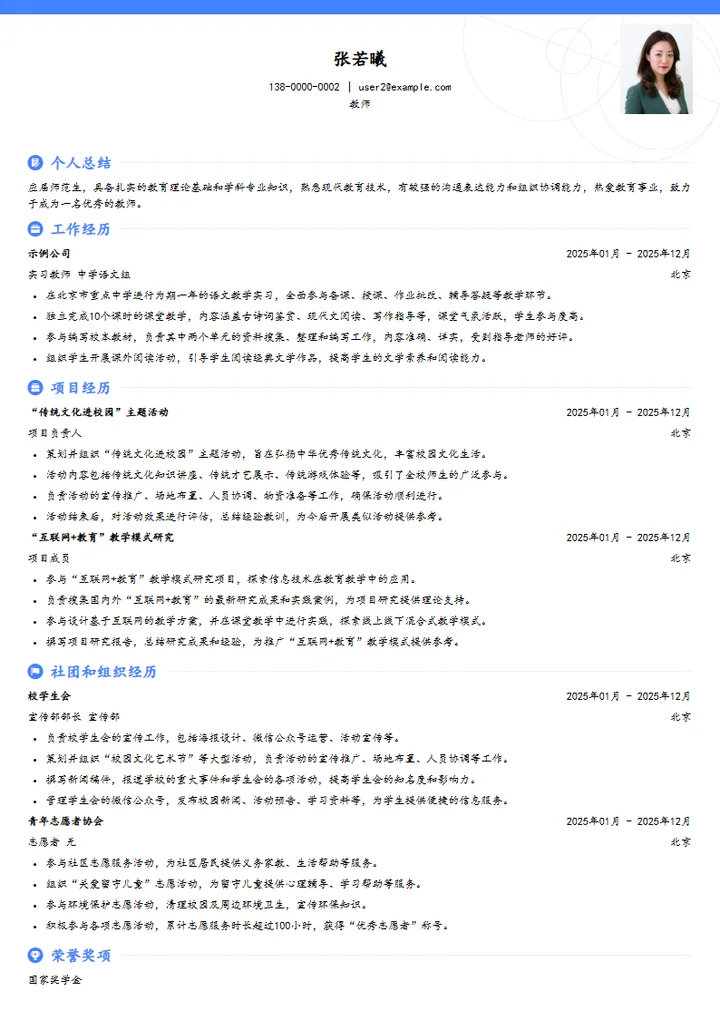 张若曦
138-0000-0002 | user2@example.com
教师
个人总结
应届师范生，具备扎实的教育理论基础和学科专业知识，熟悉现代教育技术，有较强的沟通表达能力和组织协调能力，热爱教育事业，致力
于成为一名优秀的教师。
工作经历
示例公司 2025年01月 - 2025年12月
实习教师 中学语文组 北京
• 在北京市重点中学进行为期一年的语文教学实习，全面参与备课、授课、作业批改、辅导答疑等教学环节。
• 独立完成10个课时的课堂教学，内容涵盖古诗词鉴赏、现代文阅读、写作指导等，课堂气氛活跃，学生参与度高。
• 参与编写校本教材，负责其中两个单元的资料搜集、整理和编写工作，内容准确、详实，受到指导老师的好评。
• 组织学生开展课外阅读活动，引导学生阅读经典文学作品，提高学生的文学素养和阅读能力。
项目经历
“传统文化进校园”主题活动 2025年01月 - 2025年12月
项目负责人 北京
• 策划并组织“传统文化进校园”主题活动，旨在弘扬中华优秀传统文化，丰富校园文化生活。
• 活动内容包括传统文化知识讲座、传统才艺展示、传统游戏体验等，吸引了全校师生的广泛参与。
• 负责活动的宣传推广、场地布置、人员协调、物资准备等工作，确保活动顺利进行。
• 活动结束后，对活动效果进行评估，总结经验教训，为今后开展类似活动提供参考。
“互联网+教育”教学模式研究 2025年01月 - 2025年12月
项目成员 北京
• 参与“互联网+教育”教学模式研究项目，探索信息技术在教育教学中的应用。
• 负责搜集国内外“互联网+教育”的最新研究成果和实践案例，为项目研究提供理论支持。
• 参与设计基于互联网的教学方案，并在课堂教学中进行实践，探索线上线下混合式教学模式。
• 撰写项目研究报告，总结研究成果和经验，为推广“互联网+教育”教学模式提供参考。
社团和组织经历
校学生会 2025年01月 - 2025年12月
宣传部部长 宣传部 北京
• 负责校学生会的宣传工作，包括海报设计、微信公众号运营、活动宣传等。
• 策划并组织“校园文化艺术节”等大型活动，负责活动的宣传推广、场地布置、人员协调等工作。
• 撰写新闻稿件，报道学校的重大事件和学生会的各项活动，提高学生会的知名度和影响力。
• 管理学生会的微信公众号，发布校园新闻、活动预告、学习资料等，为学生提供便捷的信息服务。
青年志愿者协会 2025年01月 - 2025年12月
志愿者 无 北京
• 参与社区志愿服务活动，为社区居民提供义务家教、生活帮助等服务。
• 组织“关爱留守儿童”志愿活动，为留守儿童提供心理辅导、学习帮助等服务。
• 参与环境保护志愿活动，清理校园及周边环境卫生，宣传环保知识。
• 积极参与各项志愿活动，累计志愿服务时长超过100小时，获得“优秀志愿者”称号。
荣誉奖项
国家奖学金